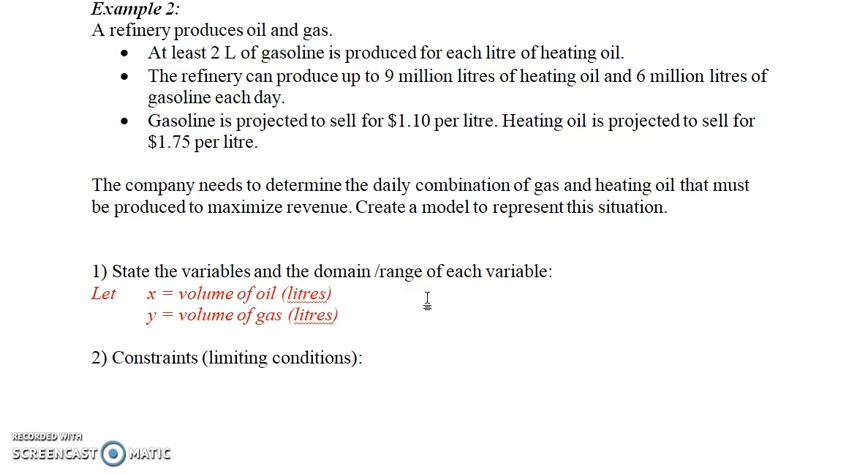 Example 2:
A refinery produces oil and gas.
• At least 2 L of gasoline is produced for each litre of heating oil.
• The refinery can produce up to 9 million litres of heating oil and 6 million litres of
gasoline each day.
• Gasoline is projected to sell for $1.10 per litre. Heating oil is projected to sell for
$1.75 per litre.
The company needs to determine the daily combination of gas and heating oil that must
be produced to maximize revenue. Create a model to represent this situation.
1) State the variables and the domain /range of each variable:
Let x = volume of oil (litres)
y = volume of gas (litres)
2) Constraints (limiting conditions):
RECORDED WITH
SCREENCAST MATIC